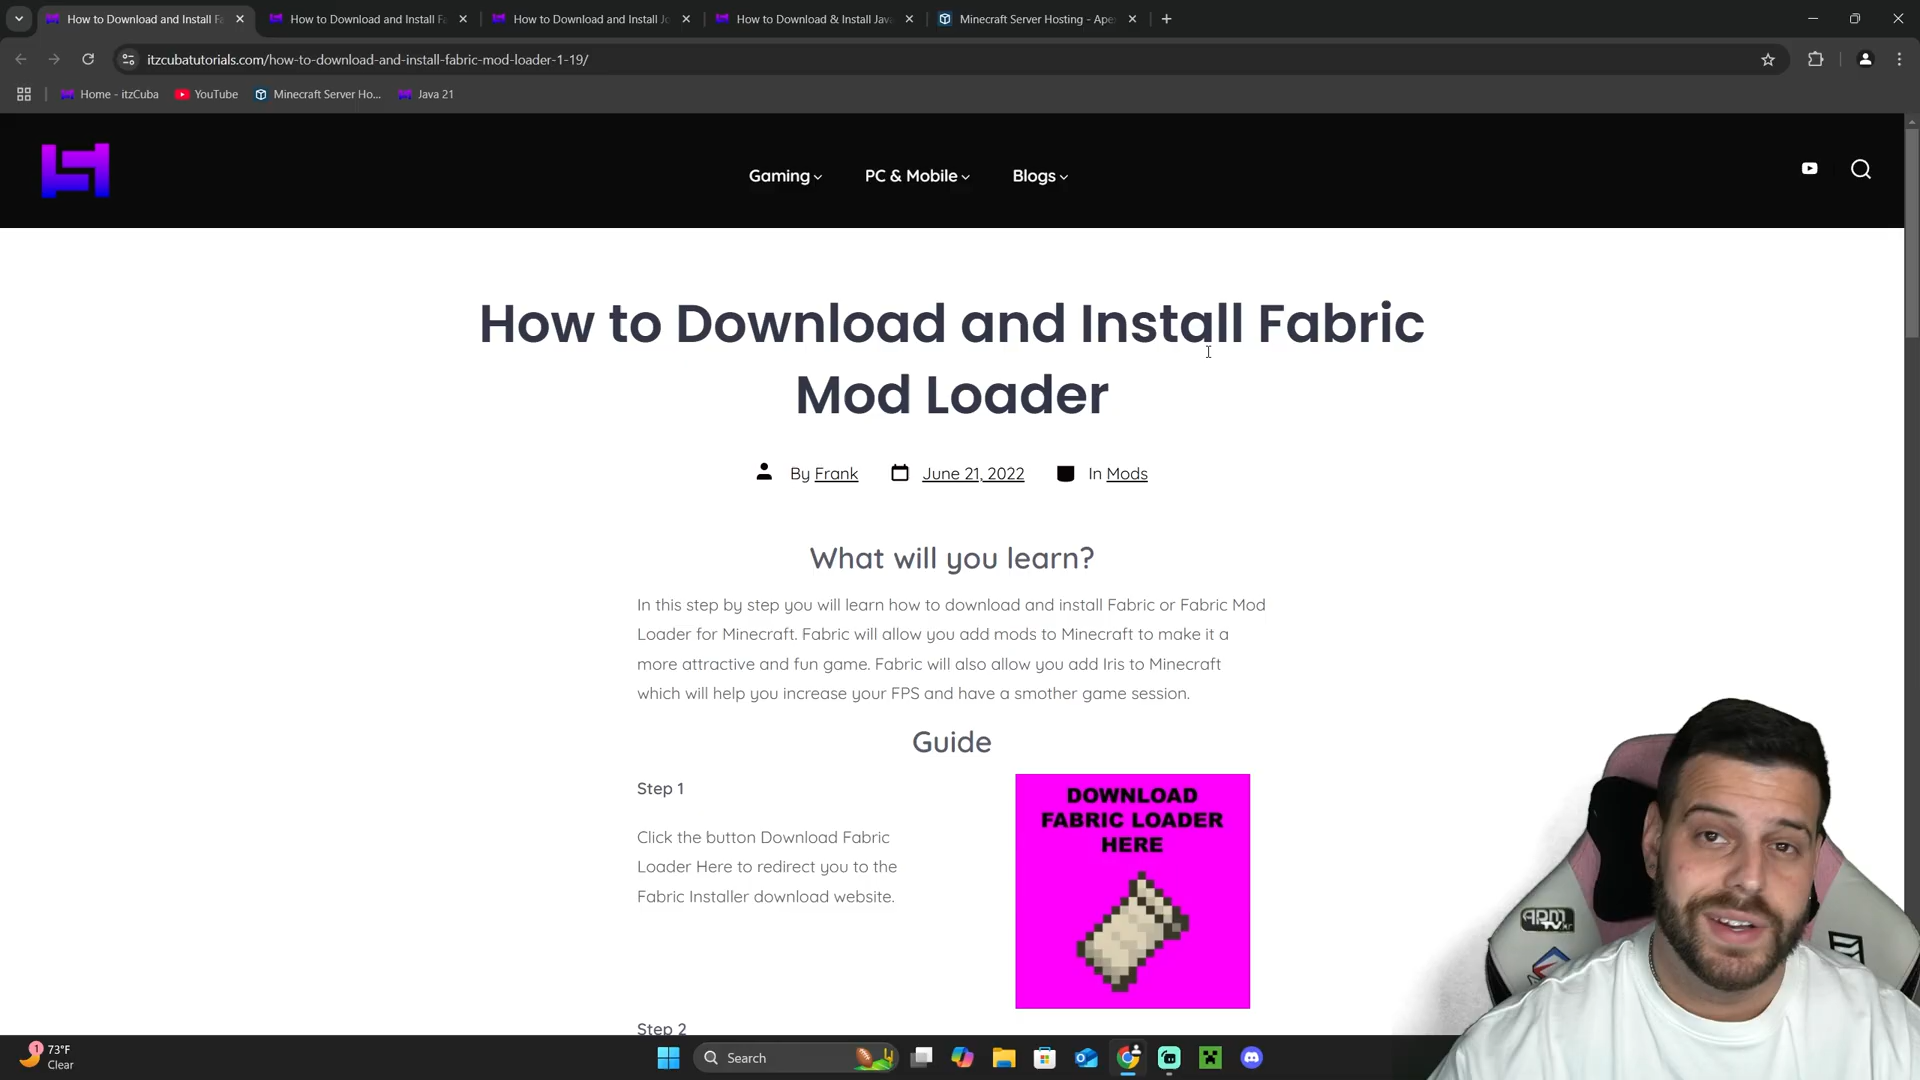 How to Download and Install Fa
How to Download and Install Fa
How to Download and Install Jo
How to Download & Install Java
Minecraft Server Hosting - Ape
itzcubatutorials.com/how-to-download-and-install-fabric-mod-loader-1-19/
Home - itzCuba
YouTube
Minecraft Server Ho...
Java 21
Gaming
PC & Mobile
Blogs
How to Download and Install Fabric
Mod Loader
By Frank
June 21, 2022
In Mods
What will you learn?
In this step by step you will learn how to download and install Fabric or Fabric Mod
Loader for Minecraft. Fabric will allow you add mods to Minecraft to make it a
more attractive and fun game. Fabric will also allow you add Iris to Minecraft
which will help you increase your FPS and have a smother game session.
Guide
Step 1
Click the button Download Fabric
Loader Here to redirect you to the
Fabric Installer download website.
DOWNLOAD
FABRIC LOADER
HERE
Step 2
1
73°F
Clear
Search